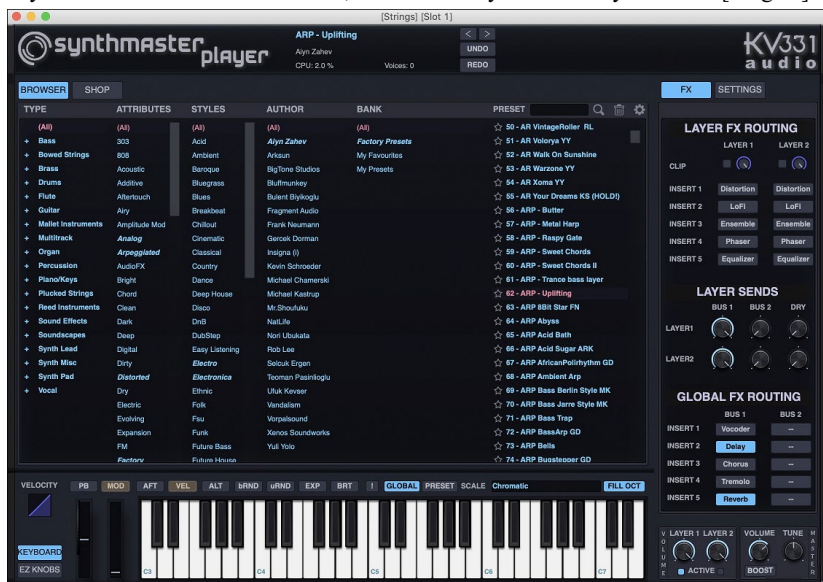 [Strings] [Slot 1]
synthmaster player
ARP - Uplifting
Aiyn Zahev
CPU: 2.0 %
Voices: 0
< >
UNDO
REDO
KV331 audio
BROWSER SHOP
FX SETTINGS
TYPE ATTRIBUTES STYLES AUTHOR BANK PRESET
(All) (All) (All) (All) (All) 50 - AR VintageRoller RL
+ Bass 303 Acid Aiyn Zahev Factory Presets 51 - AR Volorya YY
+ Bowed Strings 808 Ambient Arksun My Favourites 52 - AR Walk On Sunshine
+ Brass Acoustic Baroque BigTone Studios My Presets 53 - AR Warzone YY
+ Drums Additive Bluegrass Bluffmunkey 54 - AR Xoma YY
+ Flute Aftertouch Blues Bulent Biyikoglu 55 - AR Your Dreams KS (HOLD!)
+ Guitar Airy Breakbeat Fragment Audio 56 - ARP - Butter
+ Mallet Instruments Amplitude Mod Chillout Frank Neumann 57 - ARP - Metal Harp
+ Multitrack Analog Cinematic Gercek Dorman 58 - ARP - Raspy Gate
+ Organ Arpeggiated Classical Insigna (i) 59 - ARP - Sweet Chords
+ Percussion AudioFX Country Kevin Schroeder 60 - ARP - Sweet Chords II
+ Piano/Keys Bright Dance Michael Chamerski 61 - ARP - Trance bass layer
+ Plucked Strings Chord Deep House Michael Kastrup 62 - ARP - Uplifting
+ Reed Instruments Clean Disco Mr.Shoufuku 63 - ARP 8Bit Star FN
+ Sound Effects Dark DnB NatLife 64 - ARP Abyss
+ Soundscapes Deep DubStep Nori Ubukata 65 - ARP Acid Bath
+ Synth Lead Digital Easy Listening Rob Lee 66 - ARP Acid Sugar ARK
+ Synth Misc Dirty Electro Selcuk Ergen 67 - ARP AfricanPolirhythm GD
+ Synth Pad Distorted Electronica Teoman Pasinlioglu 68 - ARP Ambient Arp
+ Vocal Dry Ethnic Ufuk Kevser 69 - ARP Bass Berlin Style MK
Electric Folk Vandalism 70 - ARP Bass Jarre Style MK
Evolving Fsu Vorpalsound 71 - ARP Bass Trap
Expansion Funk Xenos Soundworks 72 - ARP BassArp GD
FM Future Bass Yuli Yolo 73 - ARP Bells
Factory Future House 74 - ARP Bugstepper GD
LAYER FX ROUTING
LAYER 1 LAYER 2
CLIP
INSERT 1 Distortion Distortion
INSERT 2 LoFi LoFi
INSERT 3 Ensemble Ensemble
INSERT 4 Phaser Phaser
INSERT 5 Equalizer Equalizer
LAYER SENDS
BUS 1 BUS 2 DRY
LAYER1
LAYER2
GLOBAL FX ROUTING
BUS 1 BUS 2
INSERT 1 Vocoder --
INSERT 2 Delay --
INSERT 3 Chorus --
INSERT 4 Tremolo --
INSERT 5 Reverb --
VELOCITY PB MOD AFT VEL ALT bRND uRND EXP BRT ! GLOBAL PRESET SCALE Chromatic FILL OCT
KEYBOARD
EZ KNOBS
C3 C4 C5 C6 C7
VOLUME LAYER 1 LAYER 2 VOLUME TUNE MASTER
ACTIVE BOOST